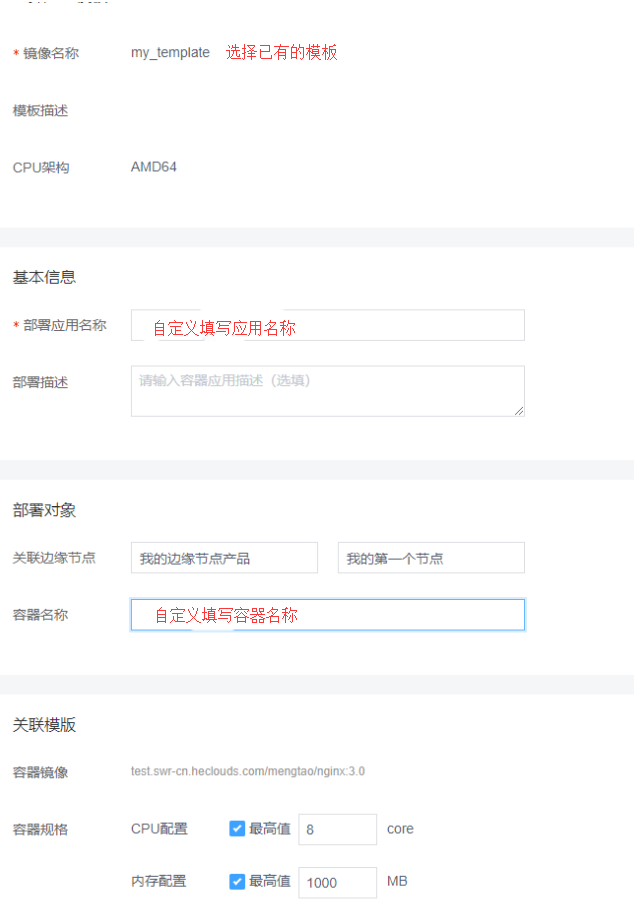 * 镜像名称 my_template 选择已有的模板
模板描述
CPU架构 AMD64
基本信息
* 部署应用名称 自定义填写应用名称
部署描述 请输入容器应用描述（选填）
部署对象
关联边缘节点 我的边缘节点产品 我的第一个节点
容器名称 自定义填写容器名称
关联模版
容器镜像 test.swr-cn.heclouds.com/mengtao/nginx:3.0
容器规格 CPU配置 最高值 8 core
内存配置 最高值 1000 MB